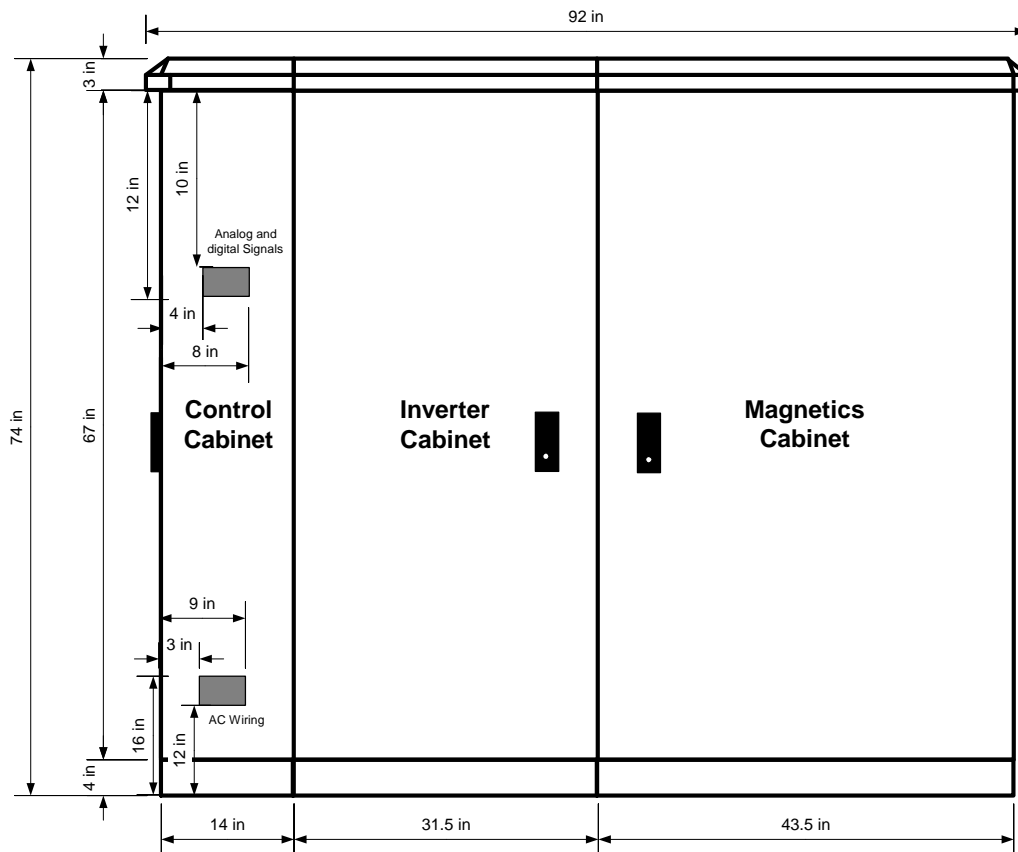 92 in
3 in
12 in
10 in
Analog and
digital Signals
4 in
8 in
74 in
67 in
Control
Cabinet
Inverter
Cabinet
Magnetics
Cabinet
9 in
3 in
AC Wiring
16 in
12 in
4 in
14 in
31.5 in
43.5 in